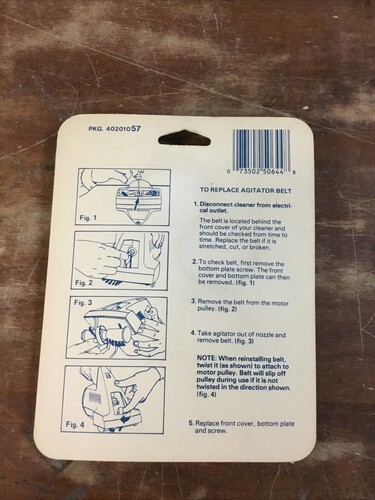 PKG. 40201057
0 73502"50644 8
TO REPLACE AGITATOR BELT
1. Disconnect cleaner from electri-
cal outlet.
The belt is located behind the
front cover of your cleaner and
should be checked from time to
time. Replace the belt if it is
stretched, cut, or broken.
Fig. 1
2. To check belt, first remove the
bottom plate screw. The front
cover and bottom plate can then
be removed. (fig. 1)
Fig. 2
3. Remove the belt from the motor
pulley. (fig. 2)
Fig. 3
4. Take agitator out of nozzle and
remove belt. (fig. 3)
NOTE: When reinstalling belt,
twist it (as shown) to attach to
motor pulley. Belt will slip off
pulley during use if it is not
twisted in the direction shown.
(fig. 4)
Fig. 4
5. Replace front cover, bottom plate
and screw.